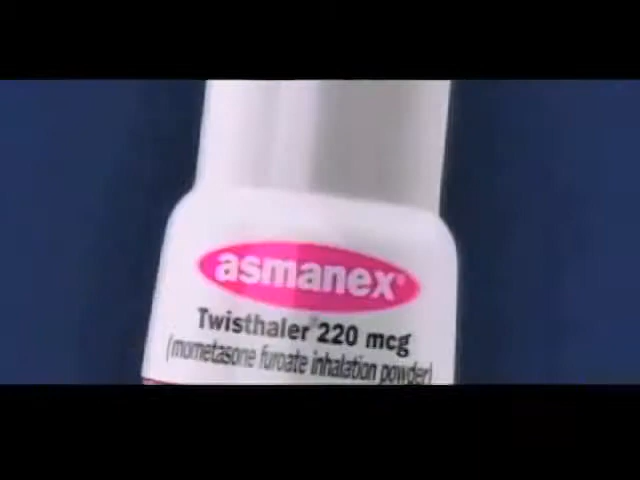 asmanex®
Twisthaler® 220 mcg
(mometasone furoate inhalation powder)